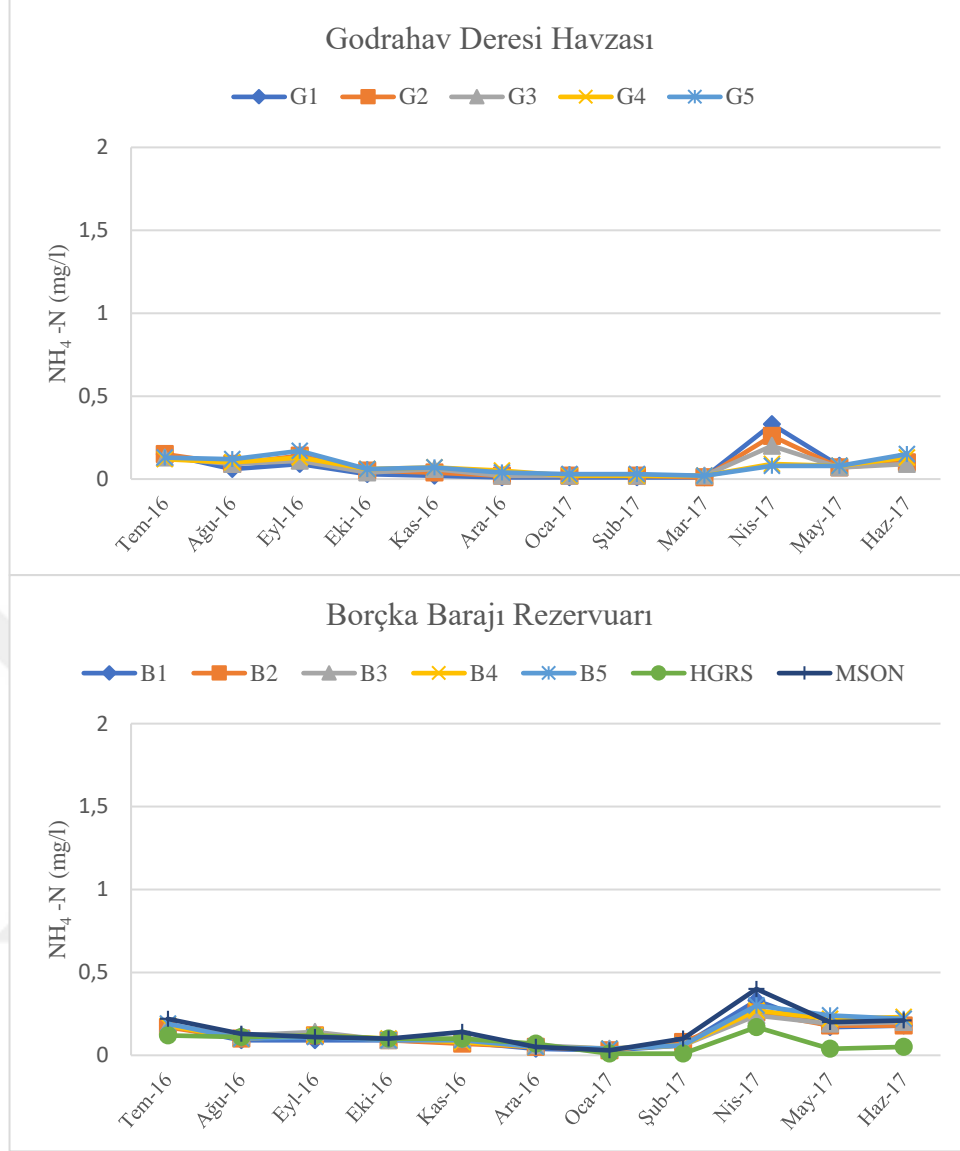 Godrahav Deresi Havzası
G1 G2 G3 G4 G5
NH₄ -N (mg/l)
2
1,5
1
0,5
0
Tem-16 Ağu-16 Eyl-16 Eki-16 Kas-16 Ara-16 Oca-17 Şub-17 Mar-17 Nis-17 May-17 Haz-17
Borçka Barajı Rezervuarı
B1 B2 B3 B4 B5 HGRS MSON
NH₄ -N (mg/l)
2
1,5
1
0,5
0
Tem-16 Ağu-16 Eyl-16 Eki-16 Kas-16 Ara-16 Oca-17 Şub-17 Nis-17 May-17 Haz-17